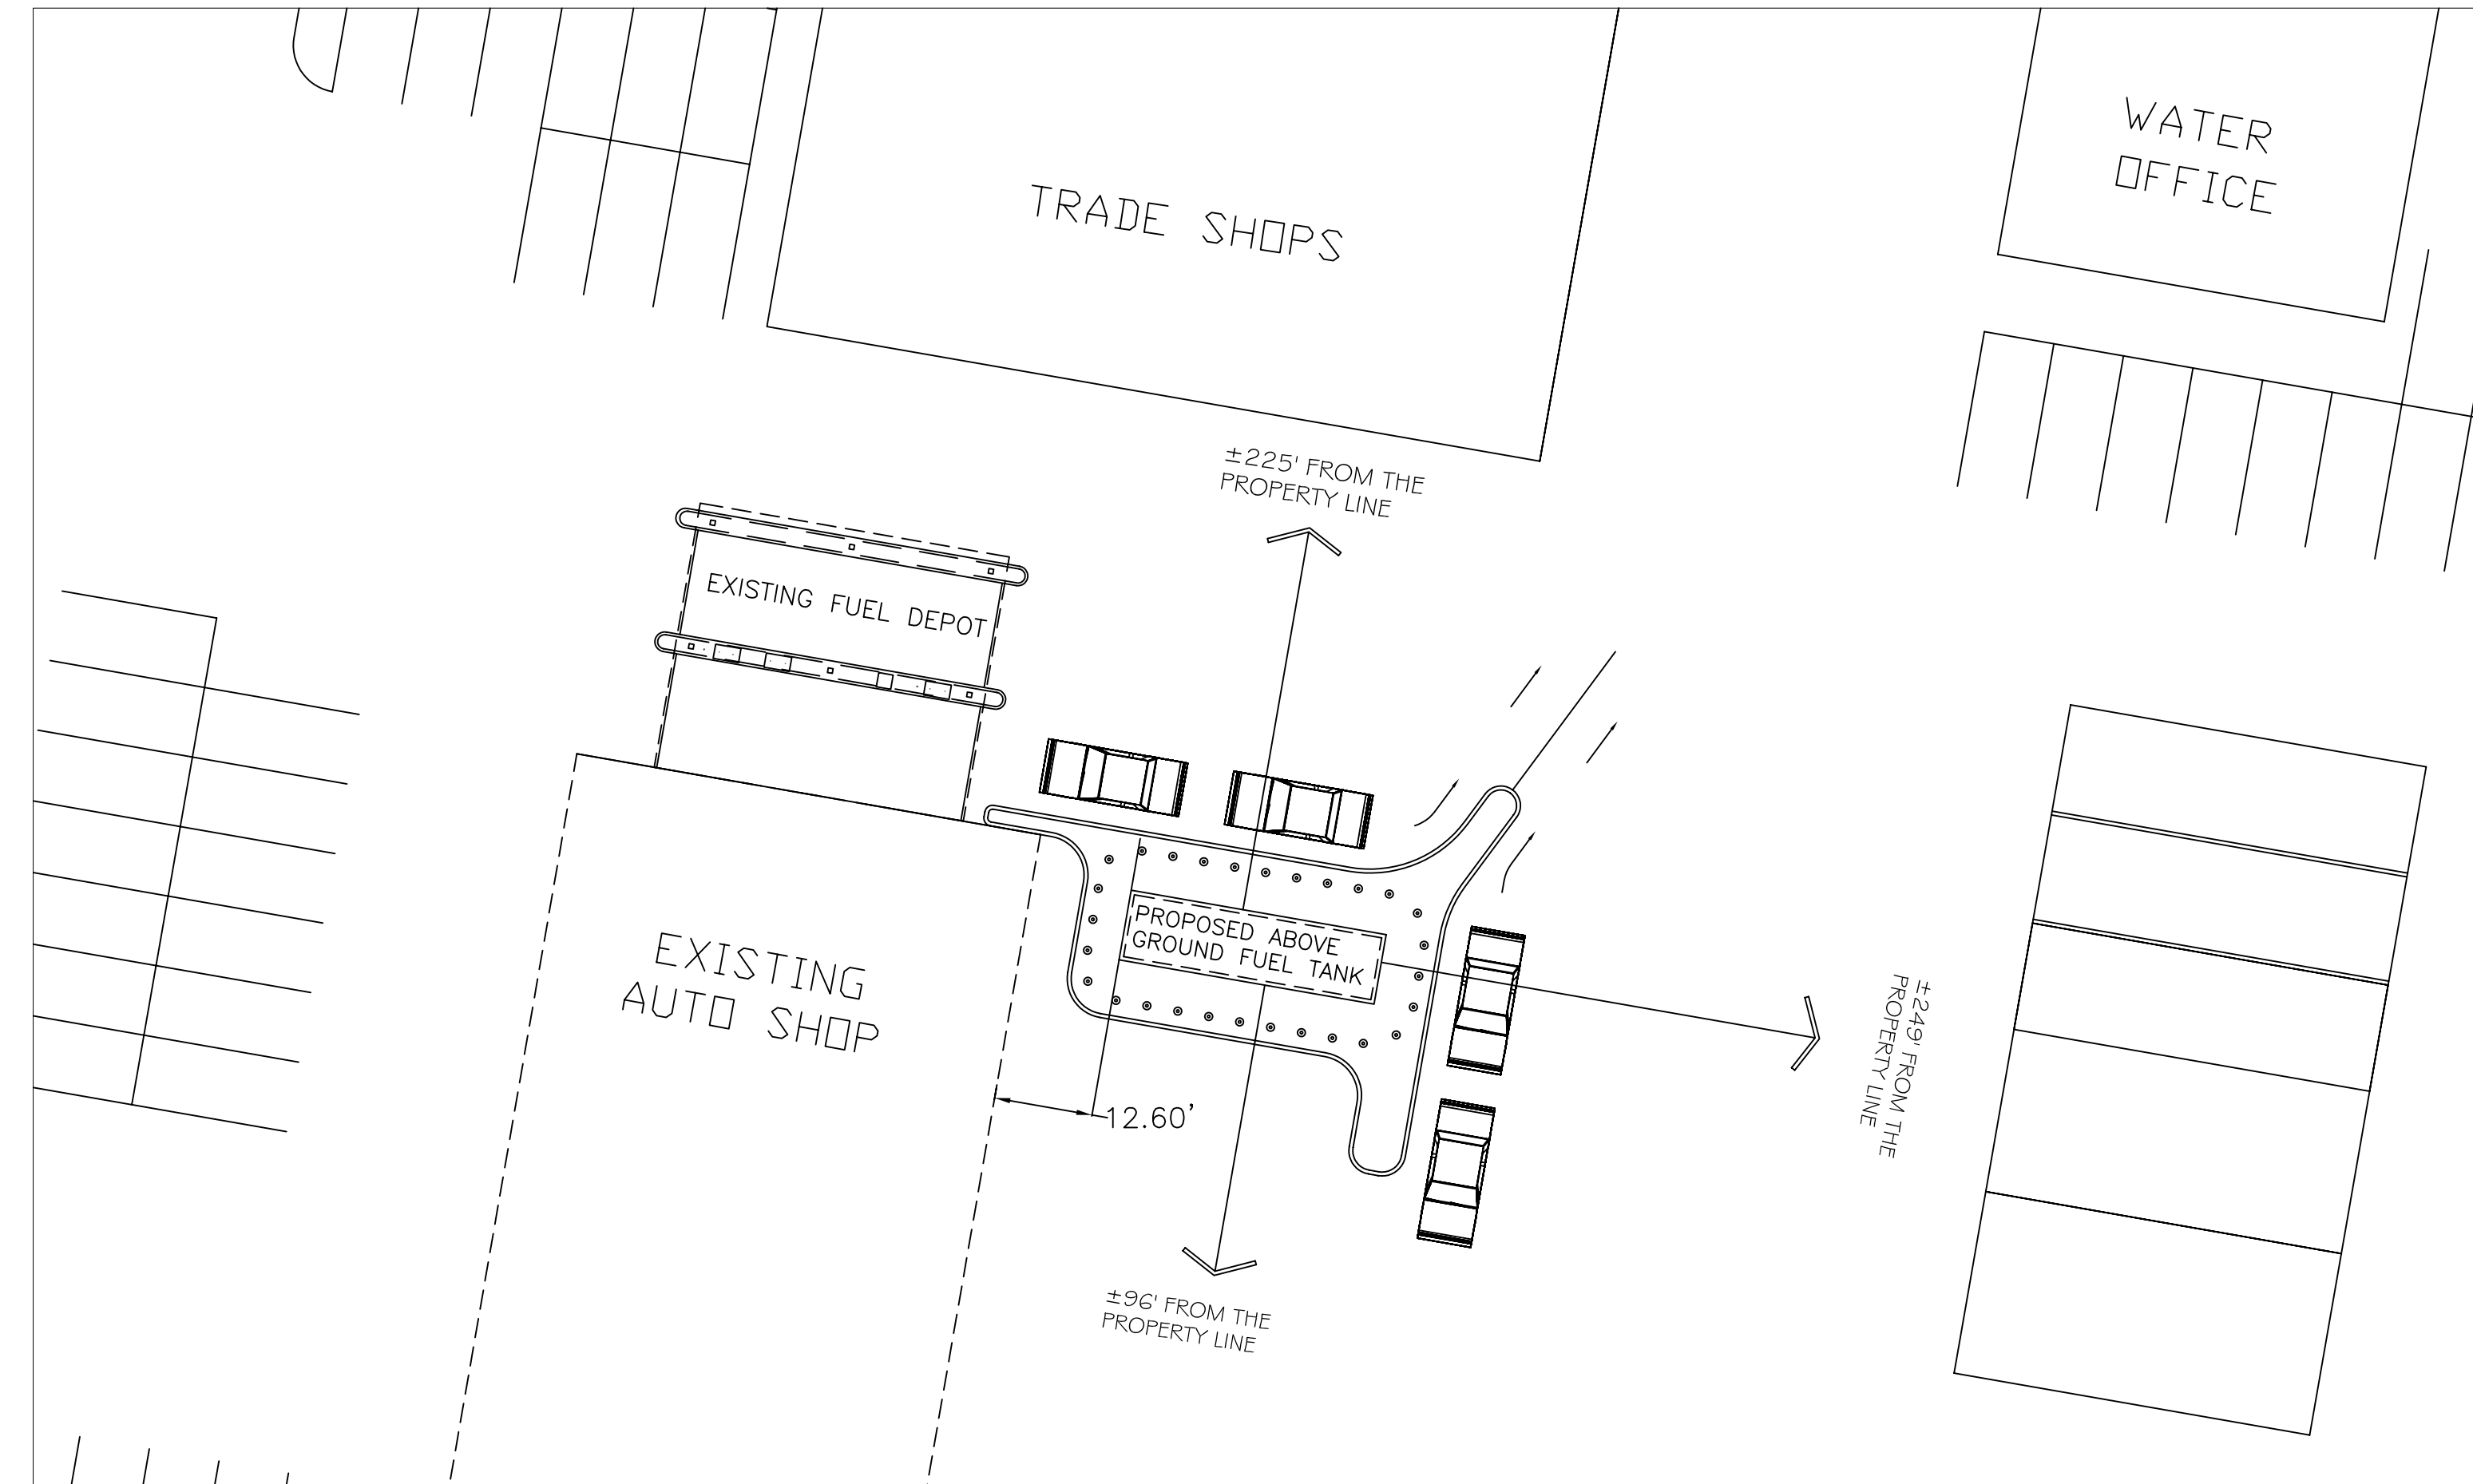 WATER
OFFICE
TRADE SHOPS
±225' FROM THE
PROPERTY LINE
EXISTING FUEL DEPOT
PROPOSED ABOVE
GROUND FUEL TANK
EXISTING
AUTO SHOP
±249' FROM THE
PROPERTY LINE
12.60'
±96' FROM THE
PROPERTY LINE